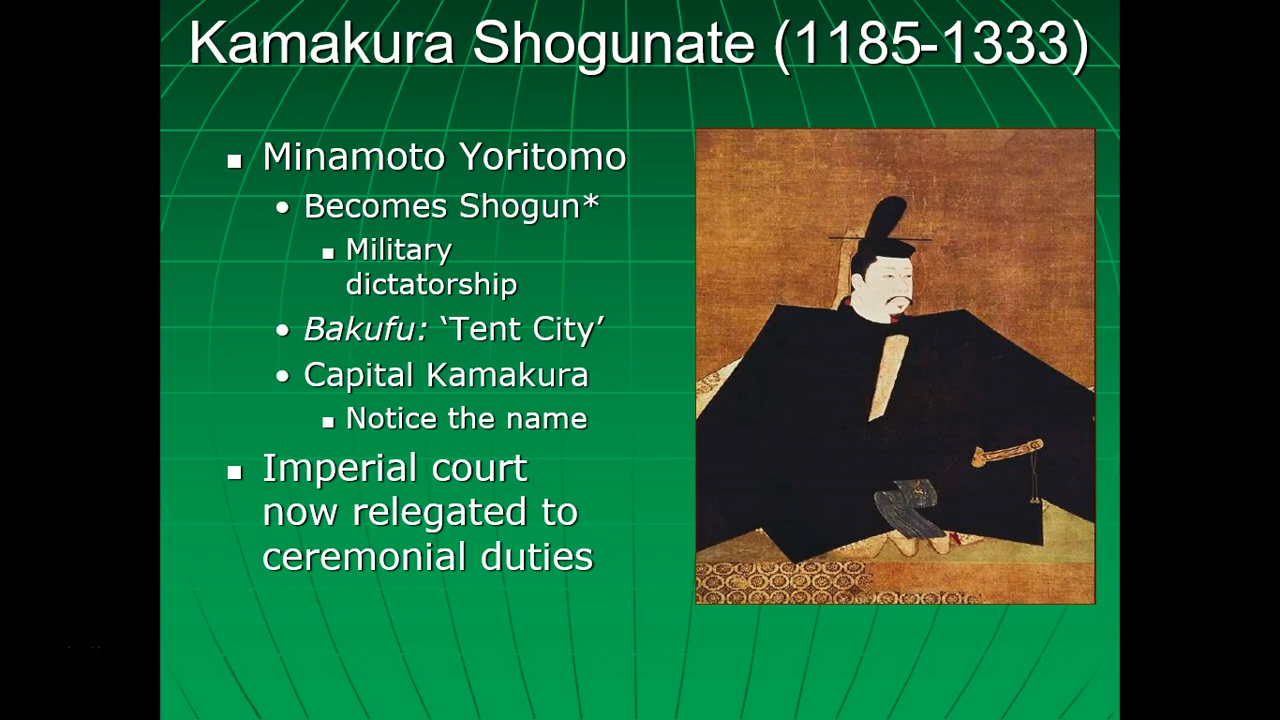 Kamakura Shogunate (1185-1333)
Minamoto Yoritomo
Becomes Shogun*
Military
dictatorship
Bakufu: ‘Tent City’
Capital Kamakura
Notice the name
Imperial court
now relegated to
ceremonial duties